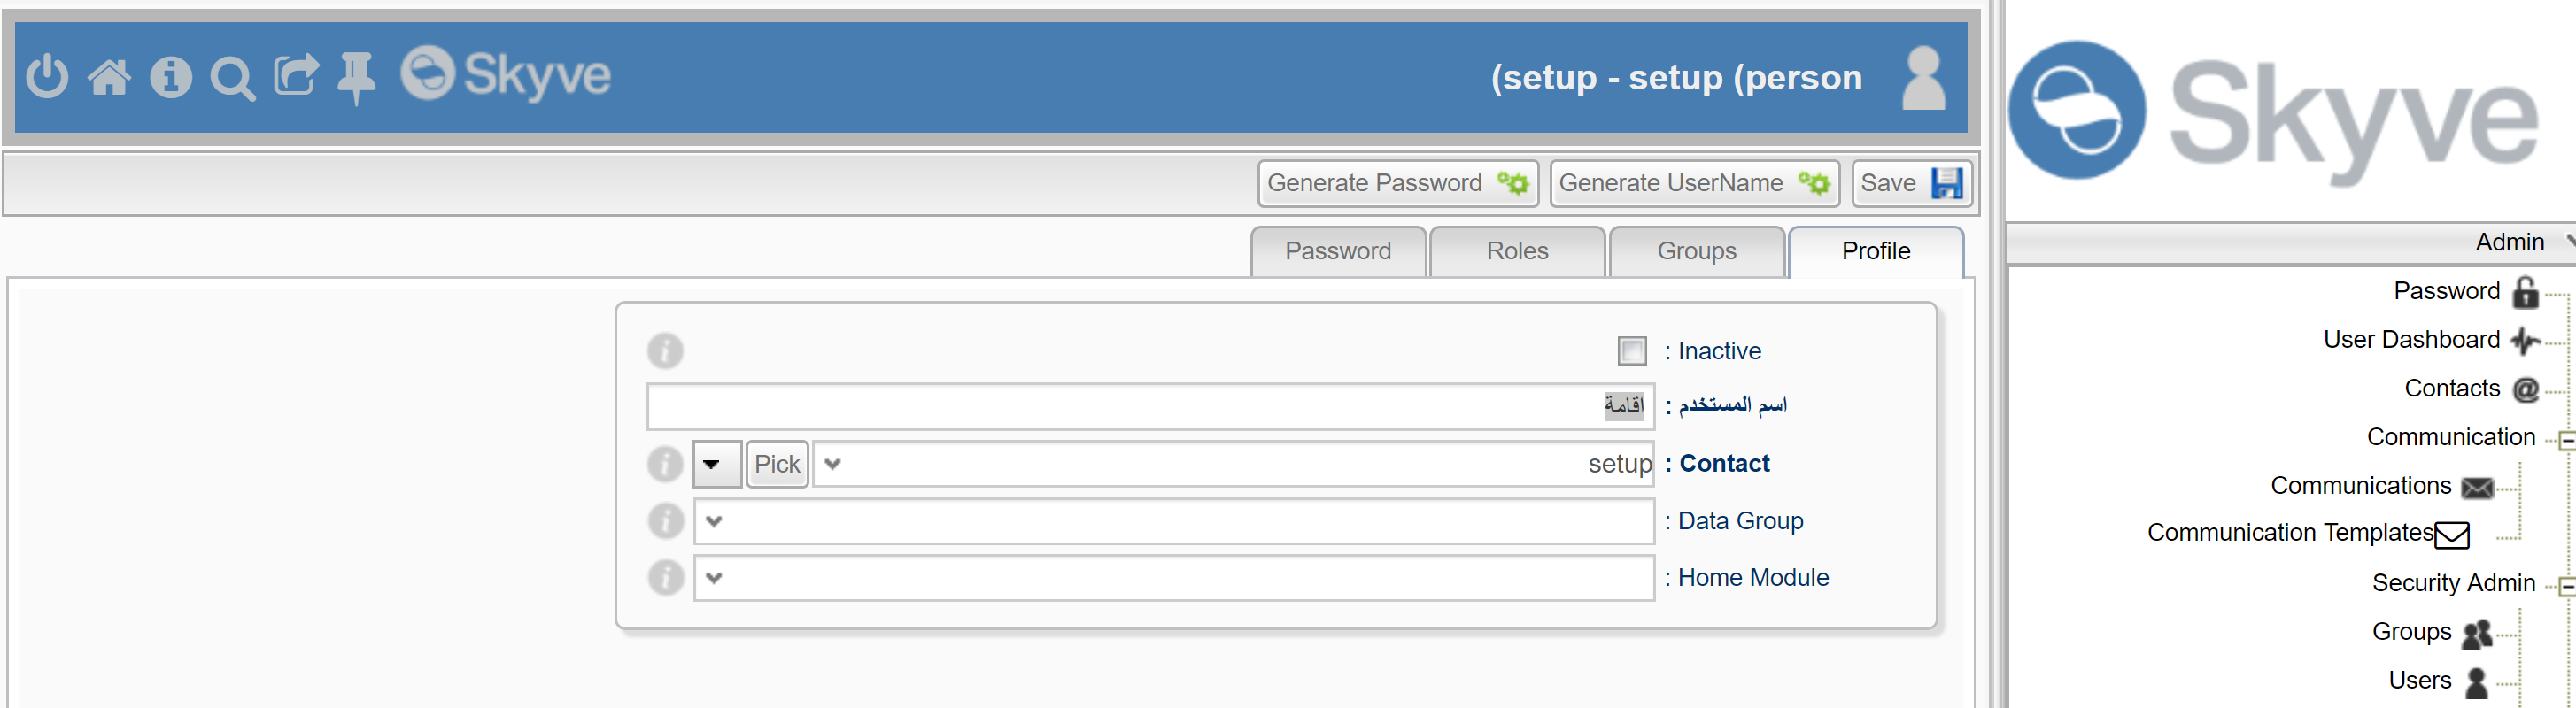 Skyve
(setup - setup (person
Skyve
Generate Password
Generate UserName
Save
Password
Roles
Groups
Profile
: Inactive
اسم المستخدم :
اقامة
: Contact
setup
Pick
: Data Group
: Home Module
Admin
Password
User Dashboard
Contacts
Communication
Communications
Communication Templates
Security Admin
Groups
Users